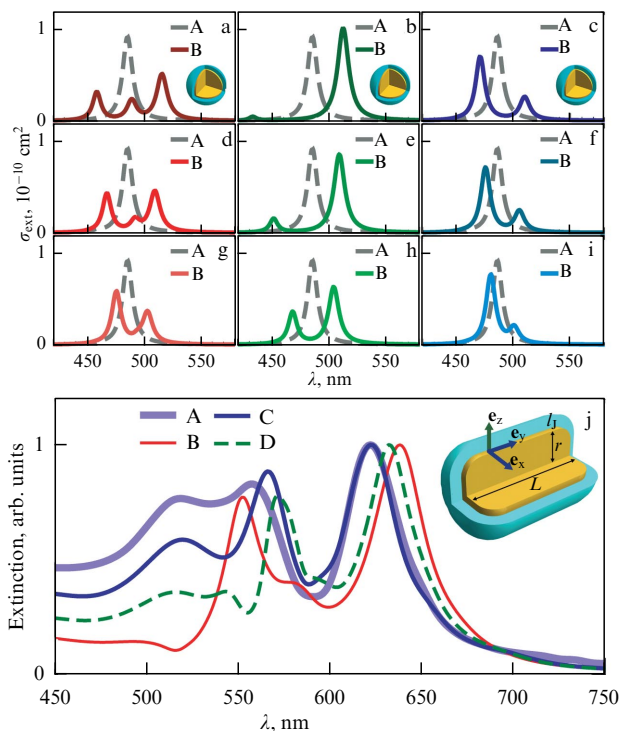 1 A a A b A c
B B B
0
1 A d A e A f
B B B
σext, 10−10 cm2
0
1 A g A h A i
B B B
0
450 500 550 450 500 550 450 500 550
λ, nm
A C
B D
ez
ey
ex
lJ
r
L
j
1
Extinction, arb. units
0
450 500 550 600 650 700 750
λ, nm